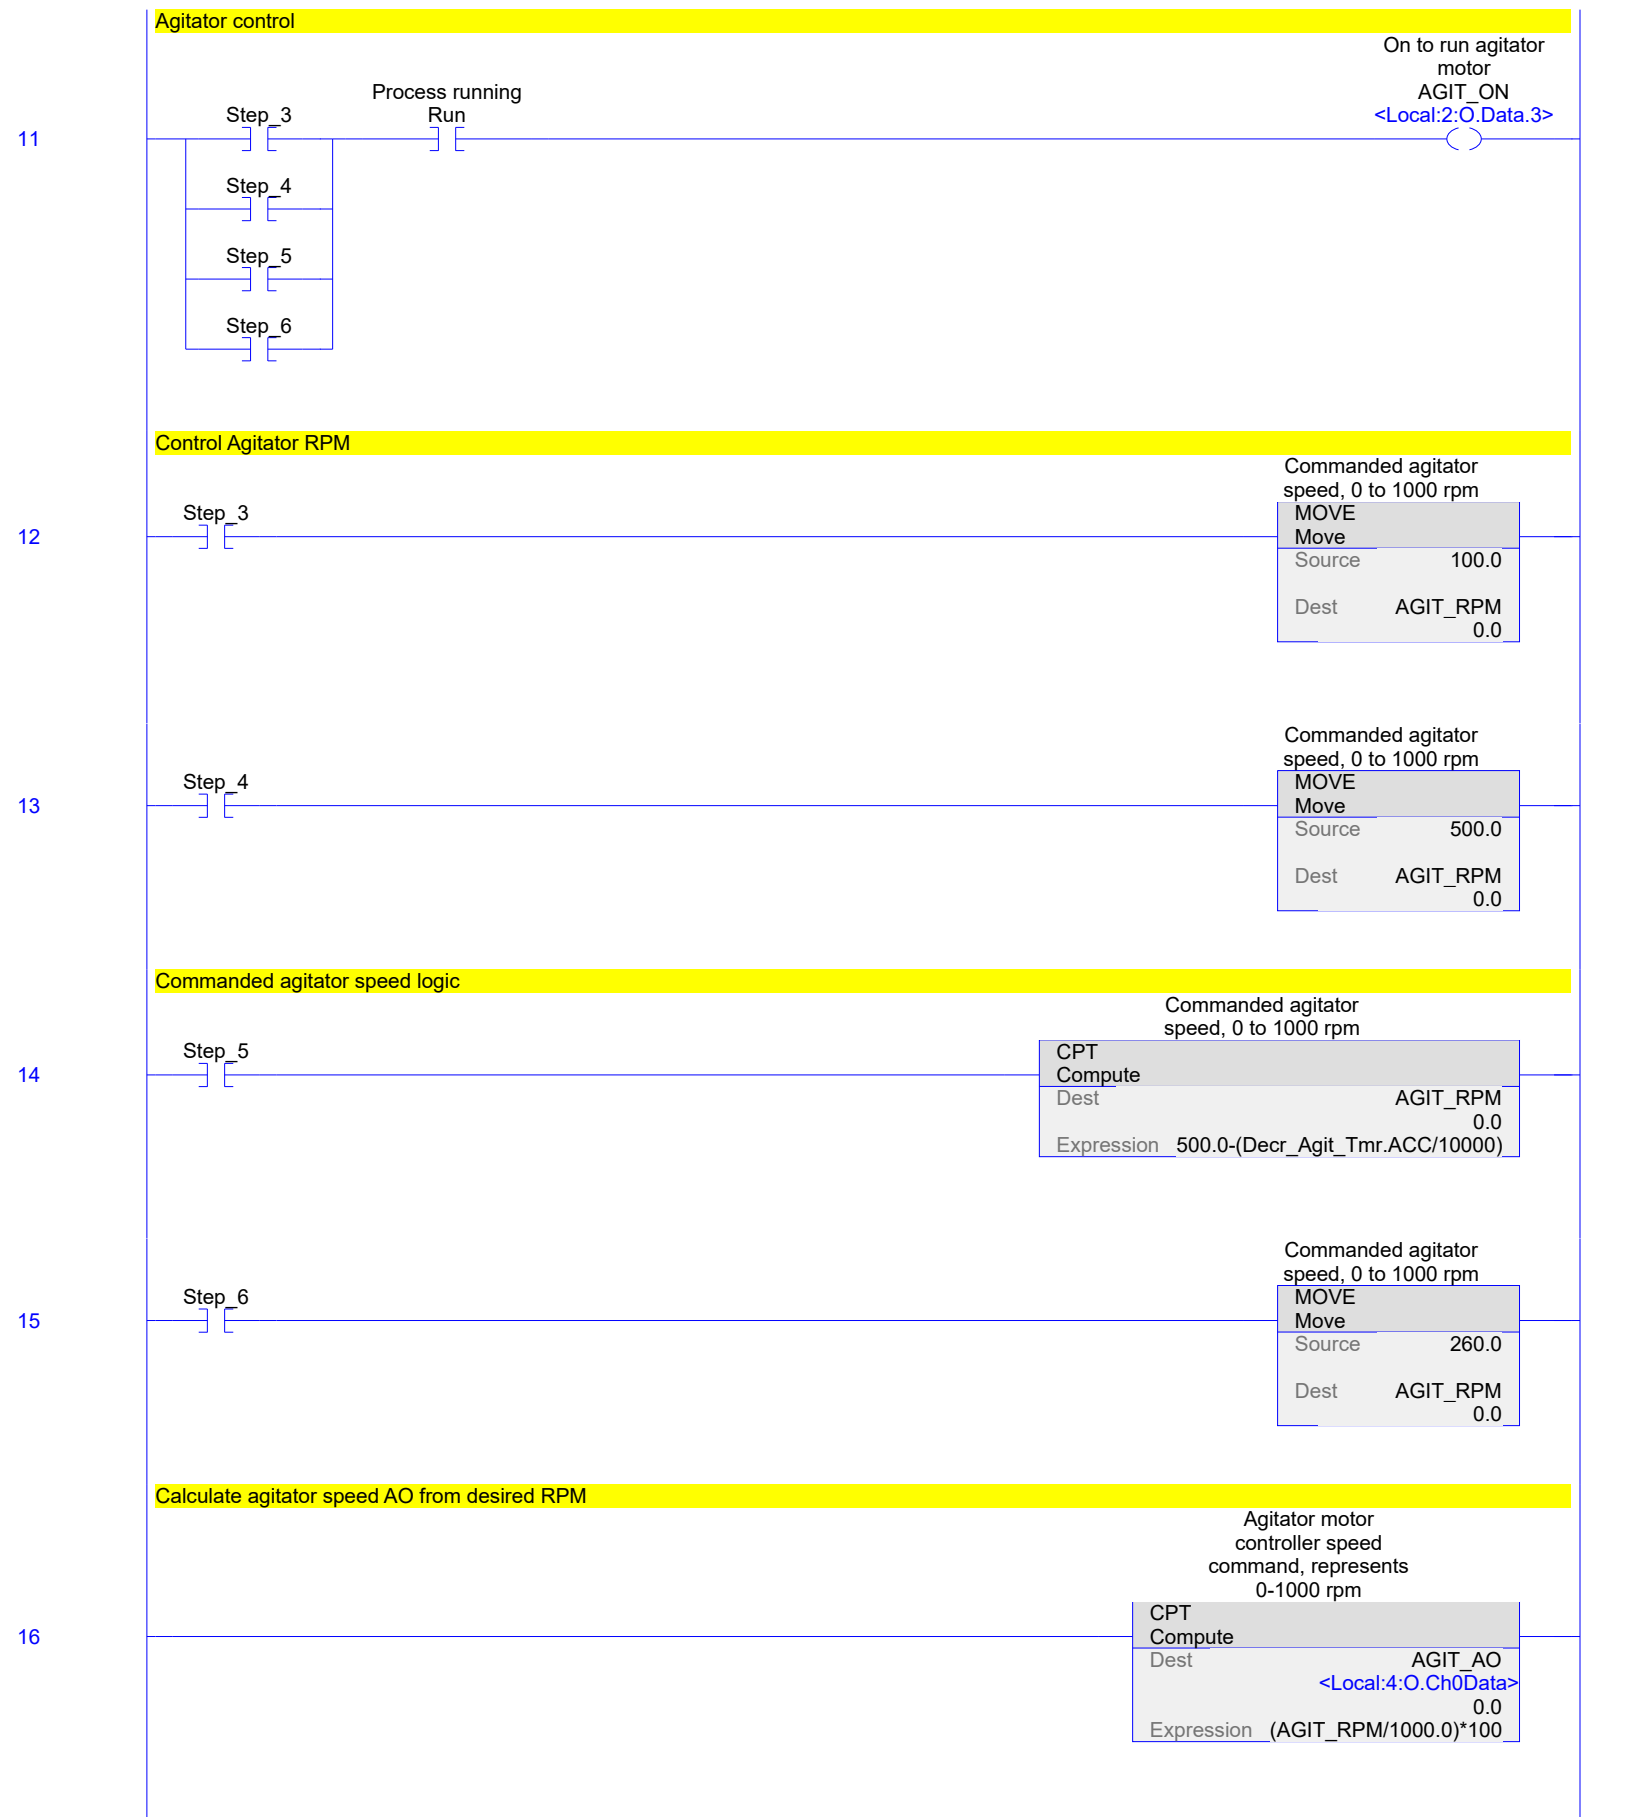 Agitator control
On to run agitator
motor
Process running
AGIT_ON
Step_3
Run
<Local:2:O.Data.3>
11
Step_4
Step_5
Step_6
Control Agitator RPM
Commanded agitator
speed, 0 to 1000 rpm
Step_3
MOVE
12
Move
Source 100.0
Dest AGIT_RPM
0.0
Commanded agitator
speed, 0 to 1000 rpm
Step_4
MOVE
13
Move
Source 500.0
Dest AGIT_RPM
0.0
Commanded agitator speed logic
Commanded agitator
speed, 0 to 1000 rpm
Step_5
CPT
14
Compute
Dest AGIT_RPM
0.0
Expression 500.0-(Decr_Agit_Tmr.ACC/10000)
Commanded agitator
speed, 0 to 1000 rpm
Step_6
MOVE
15
Move
Source 260.0
Dest AGIT_RPM
0.0
Calculate agitator speed AO from desired RPM
Agitator motor
controller speed
command, represents
0-1000 rpm
CPT
16
Compute
Dest AGIT_AO
<Local:4:O.Ch0Data>
0.0
Expression (AGIT_RPM/1000.0)*100